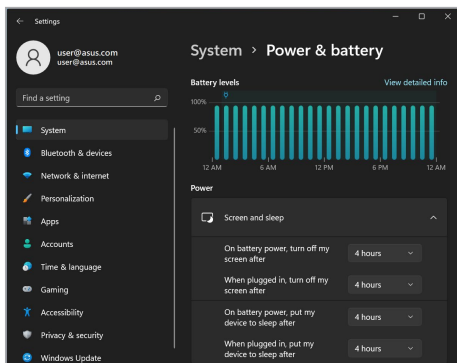 Settings
user@asus.com
user@asus.com
Find a setting
System
Bluetooth & devices
Network & internet
Personalization
Apps
Accounts
Time & language
Gaming
Accessibility
Privacy & security
Windows Update
System > Power & battery
Battery levels
View detailed info
100%
50%
12 AM
6 AM
12 PM
6 PM
12 AM
Power
Screen and sleep
On battery power, turn off my
screen after
4 hours
When plugged in, turn off my
screen after
4 hours
On battery power, put my
device to sleep after
4 hours
When plugged in, put my
device to sleep after
4 hours